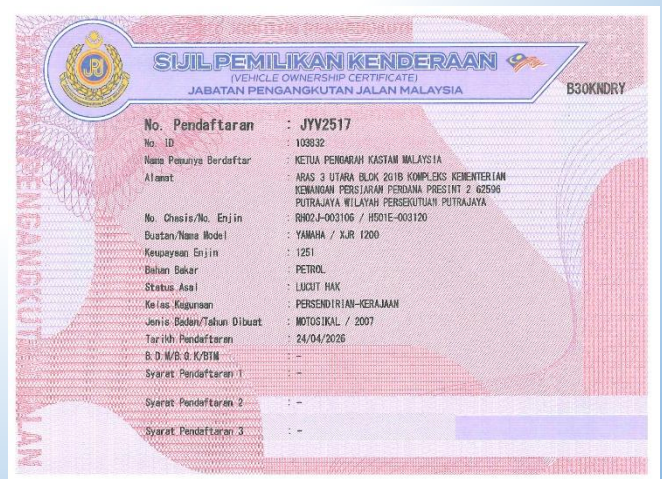 SIJIL PEMILIKAN KENDERAAN
(VEHICLE OWNERSHIP CERTIFICATE)
JABATAN PENGANGKUTAN JALAN MALAYSIA
B30KNDRY
No. Pendaftaran : JYV2517
No. ID : 103832
Nama Pemunya Berdaftar : KETUA PENGARAH KASTAM MALAYSIA
Alamat : ARAS 3 UTARA BLOK 2G1B KOMPLEKS KEMENTERIAN
KEWANGAN PERSIARAN PERDANA PRESINT 2 62596
PUTRAJAYA WILAYAH PERSEKUTUAN PUTRAJAYA
No. Chasis/No. Enjin : RH02J-003106 / H501E-003120
Buatan/Nama Model : YAMAHA / XJR 1200
Keupayaan Enjin : 1251
Bahan Bakar : PETROL
Status Asal : LUCUT HAK
Kelas Kegunaan : PERSENDIRIAN-KERAJAAN
Jenis Badan/Tahun Dibuat : MOTOSIKAL / 2007
Tarikh Pendaftaran : 24/04/2026
B.D.M/B.G.K/BTM : -
Syarat Pendaftaran 1 : -
Syarat Pendaftaran 2 : -
Syarat Pendaftaran 3 : -